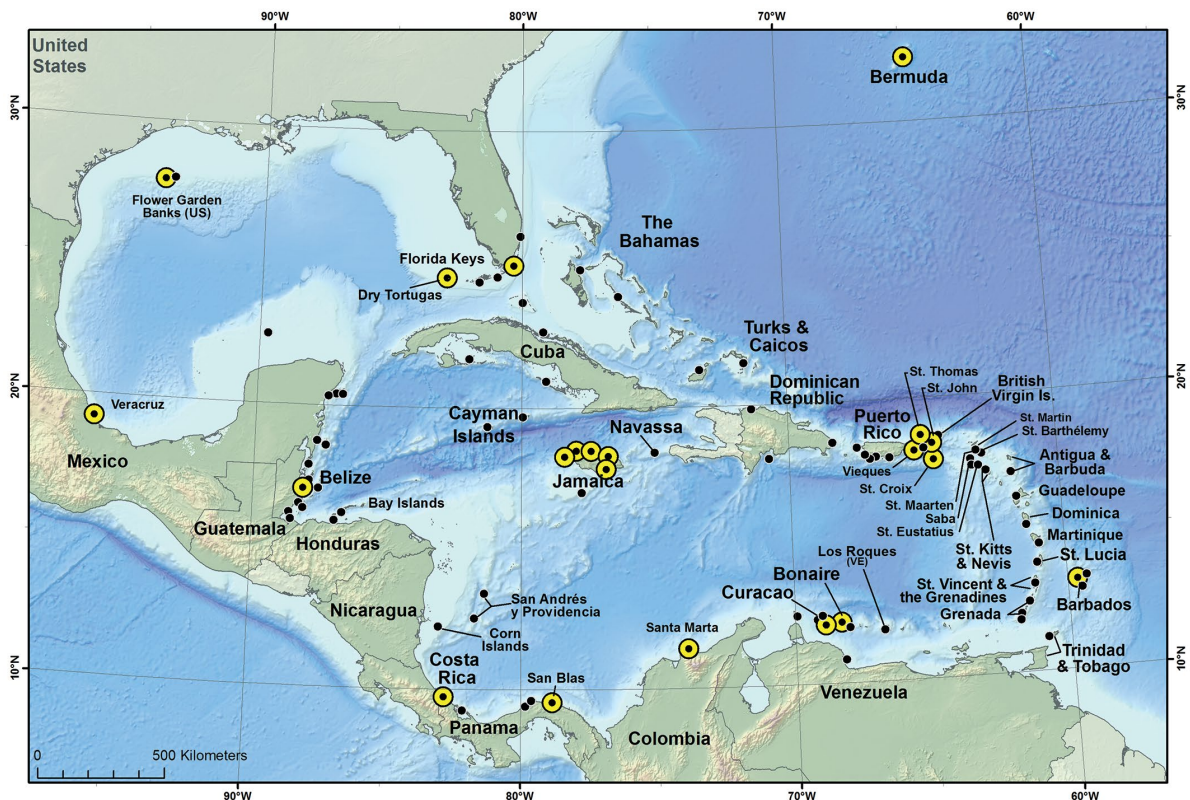 90°W
80°W
70°W
60°W
United
States
Bermuda
30°N
30°N
Flower Garden
Banks (US)
The
Bahamas
Florida Keys
Dry Tortugas
Turks &
Caicos
Cuba
20°N
20°N
St. Thomas
St. John
British
Virgin Is.
Dominican
Republic
Veracruz
Cayman
Islands
Navassa
Puerto
Rico
St. Martin
St. Barthélemy
Mexico
Belize
Jamaica
Vieques
Antigua &
Barbuda
St. Croix
Guadeloupe
Bay Islands
St. Maarten
Saba
St. Eustatius
Dominica
Guatemala
Honduras
Martinique
Los Roques
(VE)
St. Kitts
& Nevis
St. Lucia
Bonaire
Curacao
St. Vincent &
the Grenadines
Nicaragua
San Andrés
y Providencia
Grenada
Barbados
Corn
Islands
Santa Marta
Costa
Rica
Trinidad
& Tobago
10°N
10°N
San Blas
Venezuela
Panama
Colombia
0
500 Kilometers
90°W
80°W
70°W
60°W